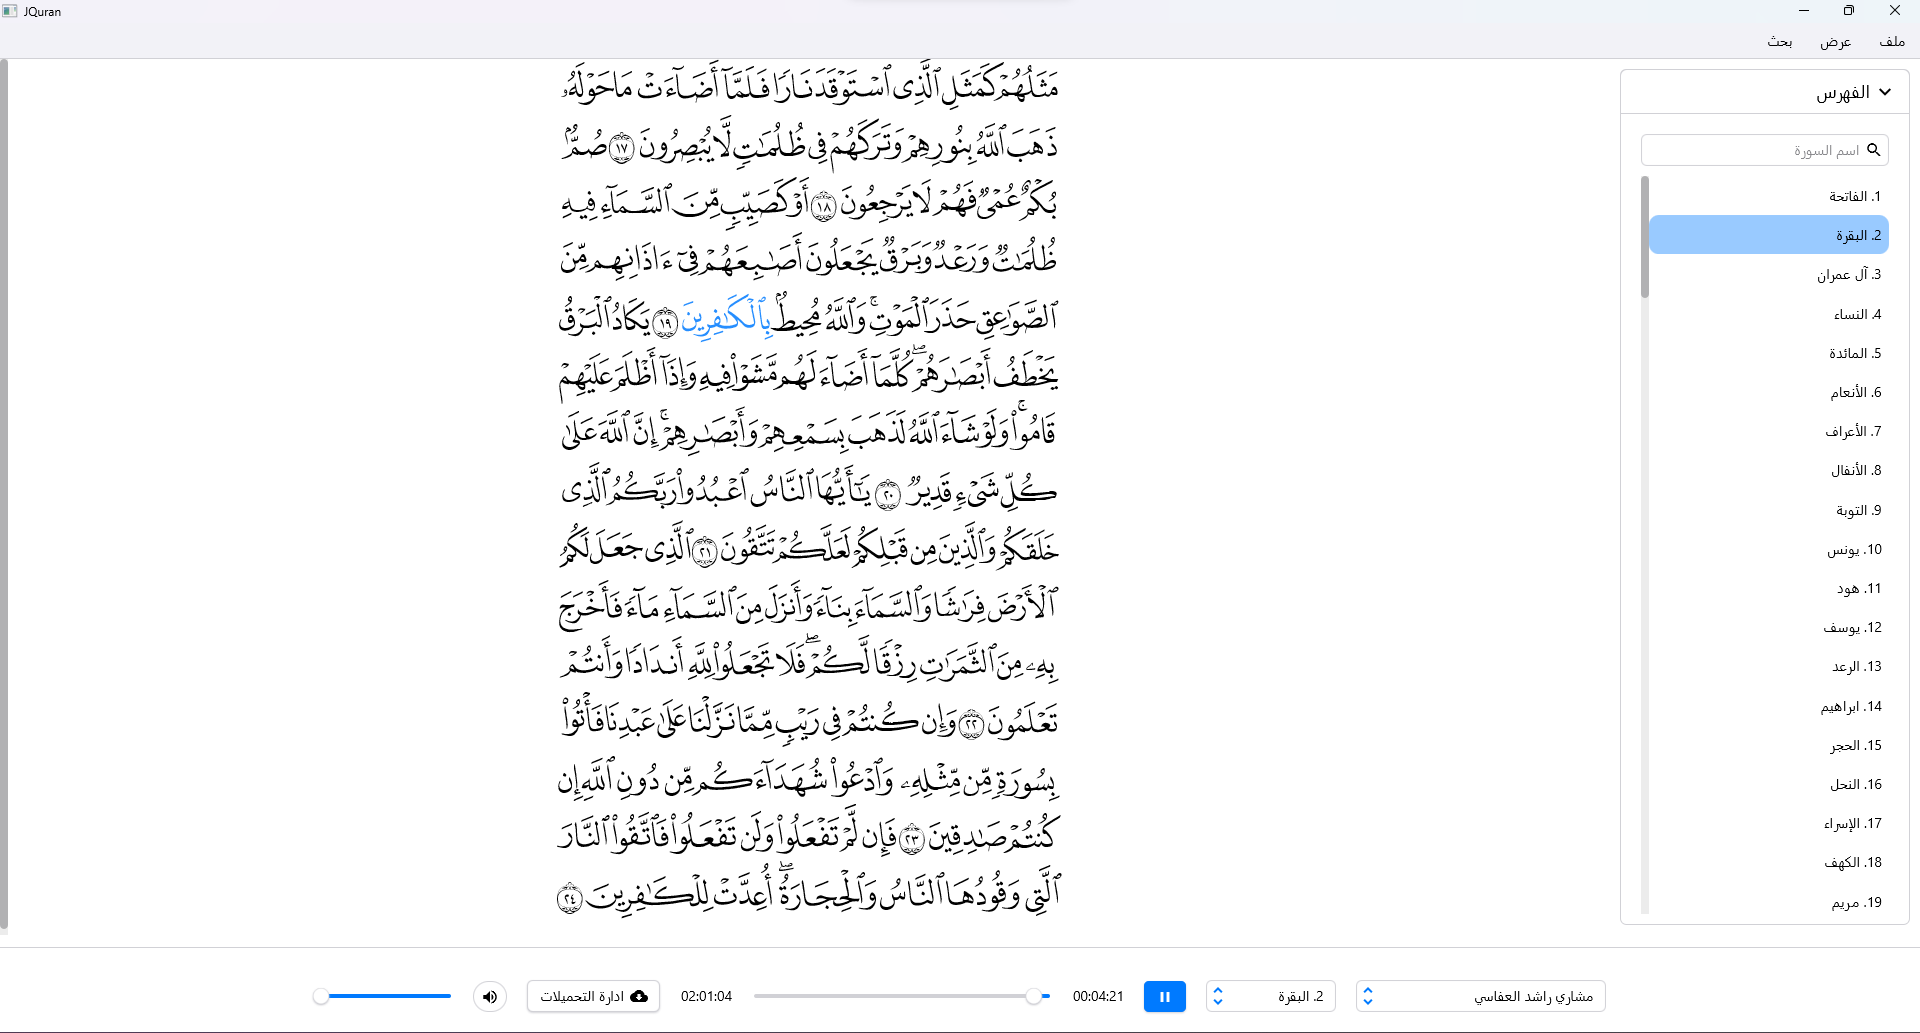 JQuran
ملف
عرض
بحث
مَثَلُهُمْ كَمَثَلِ ٱلَّذِى ٱسْتَوْقَدَ نَارًا فَلَمَّآ أَضَآءَتْ مَا حَوْلَهُۥ
ذَهَبَ ٱللَّهُ بِنُورِهِمْ وَتَرَكَهُمْ فِى ظُلُمَٰتٍ لَّا يُبْصِرُونَ ١٧ صُمٌّۢ
بُكْمٌ عُمْىٌ فَهُمْ لَا يَرْجِعُونَ ١٨ أَوْ كَصَيِّبٍ مِّنَ ٱلسَّمَآءِ فِيهِ
ظُلُمَٰتٌ وَرَعْدٌ وَبَرْقٌ يَجْعَلُونَ أَصَٰبِعَهُمْ فِىٓ ءَاذَانِهِم مِّنَ
ٱلصَّوَٰعِقِ حَذَرَ ٱلْمَوْتِ ۚ وَٱللَّهُ مُحِيطٌۢ بِٱلْكَٰفِرِينَ ١٩ يَكَادُ ٱلْبَرْقُ
يَخْطَفُ أَبْصَٰرَهُمْ ۖ كُلَّمَآ أَضَآءَ لَهُم مَّشَوْا۟ فِيهِ وَإِذَآ أَظْلَمَ عَلَيْهِمْ
قَامُوا۟ ۚ وَلَوْ شَآءَ ٱللَّهُ لَذَهَبَ بِسَمْعِهِمْ وَأَبْصَٰرِهِمْ ۚ إِنَّ ٱللَّهَ عَلَىٰ
كُلِّ شَىْءٍ قَدِيرٌ ٢٠ يَٰٓأَيُّهَا ٱلنَّاسُ ٱعْبُدُوا۟ رَبَّكُمُ ٱلَّذِى
خَلَقَكُمْ وَٱلَّذِينَ مِن قَبْلِكُمْ لَعَلَّكُمْ تَتَّقُونَ ٢١ ٱلَّذِى جَعَلَ لَكُمُ
ٱلْأَرْضَ فِرَٰشًا وَٱلسَّمَآءَ بِنَآءً وَأَنزَلَ مِنَ ٱلسَّمَآءِ مَآءً فَأَخْرَجَ
بِهِۦ مِنَ ٱلثَّمَرَٰتِ رِزْقًا لَّكُمْ ۖ فَلَا تَجْعَلُوا۟ لِلَّهِ أَندَادًا وَأَنتُمْ
تَعْلَمُونَ ٢٢ وَإِن كُنتُمْ فِى رَيْبٍ مِّمَّا نَزَّلْنَا عَلَىٰ عَبْدِنَا فَأْتُوا۟
بِسُورَةٍ مِّن مِّثْلِهِۦ وَٱدْعُوا۟ شُهَدَآءَكُم مِّن دُونِ ٱللَّهِ إِن
كُنتُمْ صَٰدِقِينَ ٢٣ فَإِن لَّمْ تَفْعَلُوا۟ وَلَن تَفْعَلُوا۟ فَٱتَّقُوا۟ ٱلنَّارَ
ٱلَّتِى وَقُودُهَا ٱلنَّاسُ وَٱلْحِجَارَةُ ۖ أُعِدَّتْ لِلْكَٰفِرِينَ ٢٤
الفهرس
اسم السورة
1. الفاتحة
2. البقرة
3. آل عمران
4. النساء
5. المائدة
6. الأنعام
7. الأعراف
8. الأنفال
9. التوبة
10. يونس
11. هود
12. يوسف
13. الرعد
14. ابراهيم
15. الحجر
16. النحل
17. الإسراء
18. الكهف
19. مريم
مشاري راشد العفاسي
2. البقرة
00:04:21
02:01:04
ادارة التحميلات